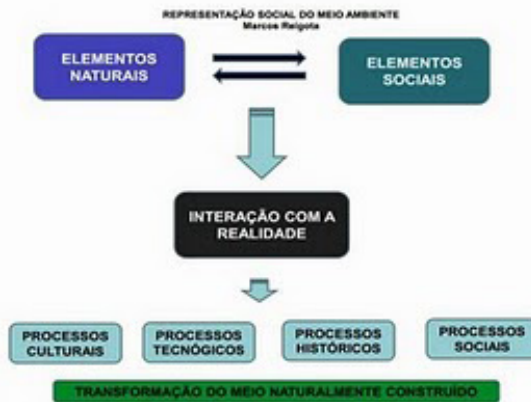 REPRESENTAÇÃO SOCIAL DO MEIO AMBIENTE
Marcos Reigota
ELEMENTOS
NATURAIS
ELEMENTOS
SOCIAIS
INTERAÇÃO COM A
REALIDADE
PROCESSOS
CULTURAIS
PROCESSOS
TECNÓGICOS
PROCESSOS
HISTÓRICOS
PROCESSOS
SOCIAIS
TRANSFORMAÇÃO DO MEIO NATURALMENTE CONSTRUÍDO